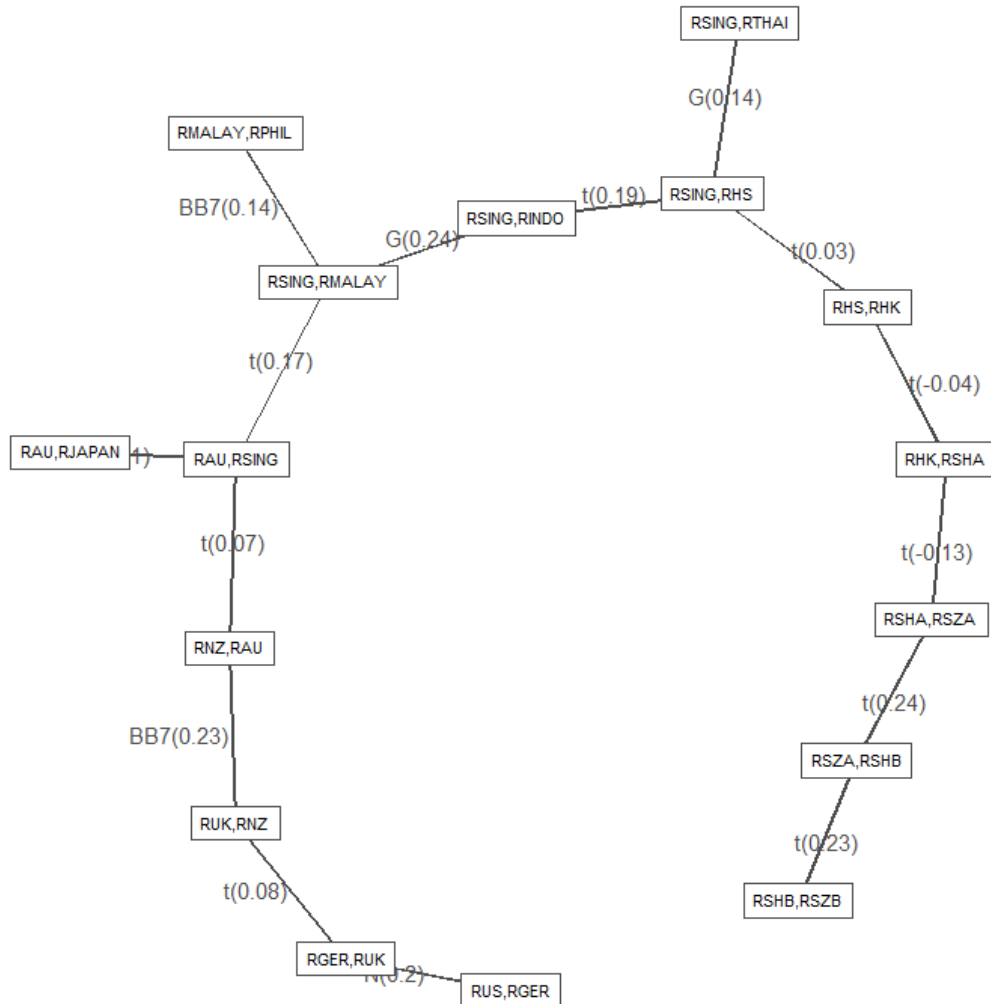 RSING,RTHAI
G(0.14)
RMALAY,RPHIL
BB7(0.14)
t(0.19)
RSING,RHS
RSING,RINDO
G(0.24)
t(0.03)
RSING,RMALAY
RHS,RHK
t(0.17)
t(-0.04)
RAU,RJAPAN
1)
RAU,RSING
RHK,RSHA
t(0.07)
t(-0.13)
RSHA,RSZA
RNZ,RAU
t(0.24)
BB7(0.23)
RSZA,RSHB
RUK,RNZ
t(0.23)
t(0.08)
RSHB,RSZB
RGER,RUK
N(0.2)
RUS,RGER